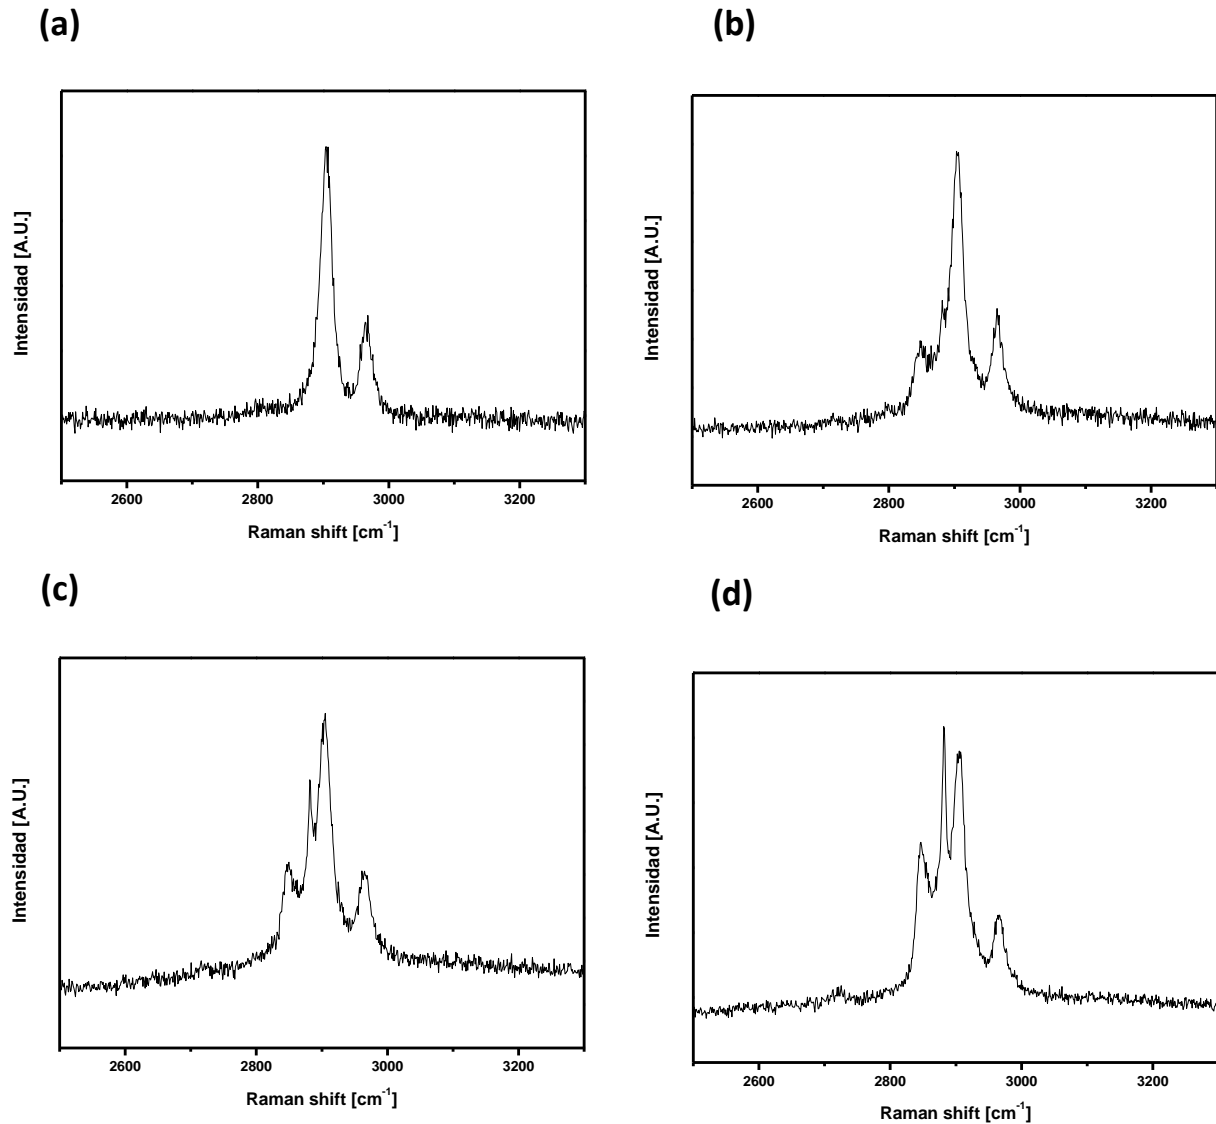 (a)
(b)
Intensidad [A.U.]
2600 2800 3000 3200
Raman shift [cm⁻¹]
Intensidad [A.U.]
2600 2800 3000 3200
Raman shift [cm⁻¹]
(c)
(d)
Intensidad [A.U.]
2600 2800 3000 3200
Raman shift [cm⁻¹]
Intensidad [A.U.]
2600 2800 3000 3200
Raman shift [cm⁻¹]